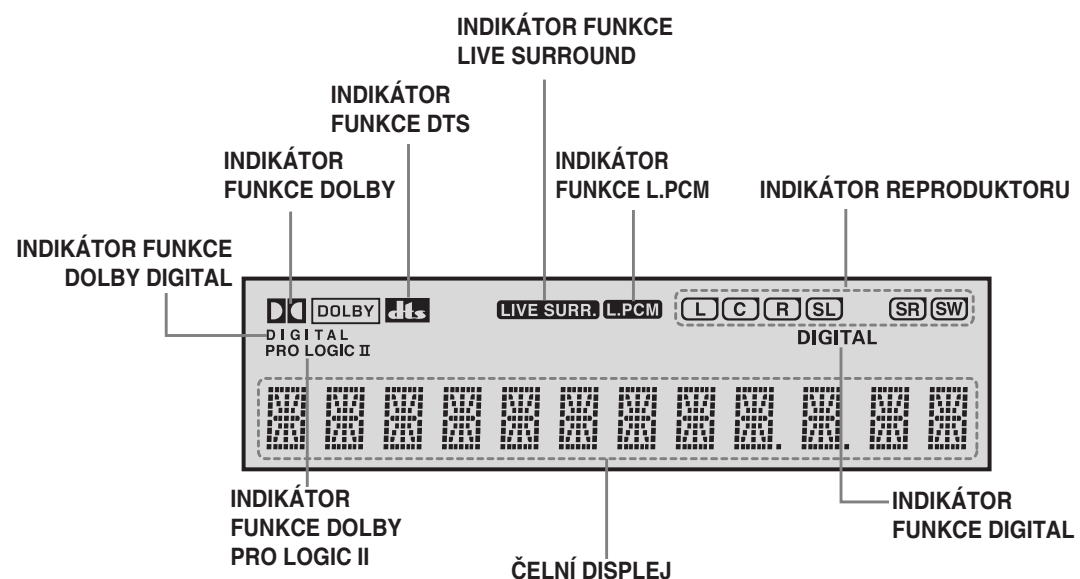 INDIKÁTOR FUNKCE
LIVE SURROUND
INDIKÁTOR
FUNKCE DTS
INDIKÁTOR
FUNKCE DOLBY
INDIKÁTOR
FUNKCE L.PCM
INDIKÁTOR REPRODUKTORU
INDIKÁTOR FUNKCE
DOLBY DIGITAL
DOLBY dts LIVE SURR. L.PCM L C R SL SR SW
DIGITAL DIGITAL
PRO LOGIC II
INDIKÁTOR
FUNKCE DOLBY
PRO LOGIC II
INDIKÁTOR
FUNKCE DIGITAL
ČELNÍ DISPLEJ